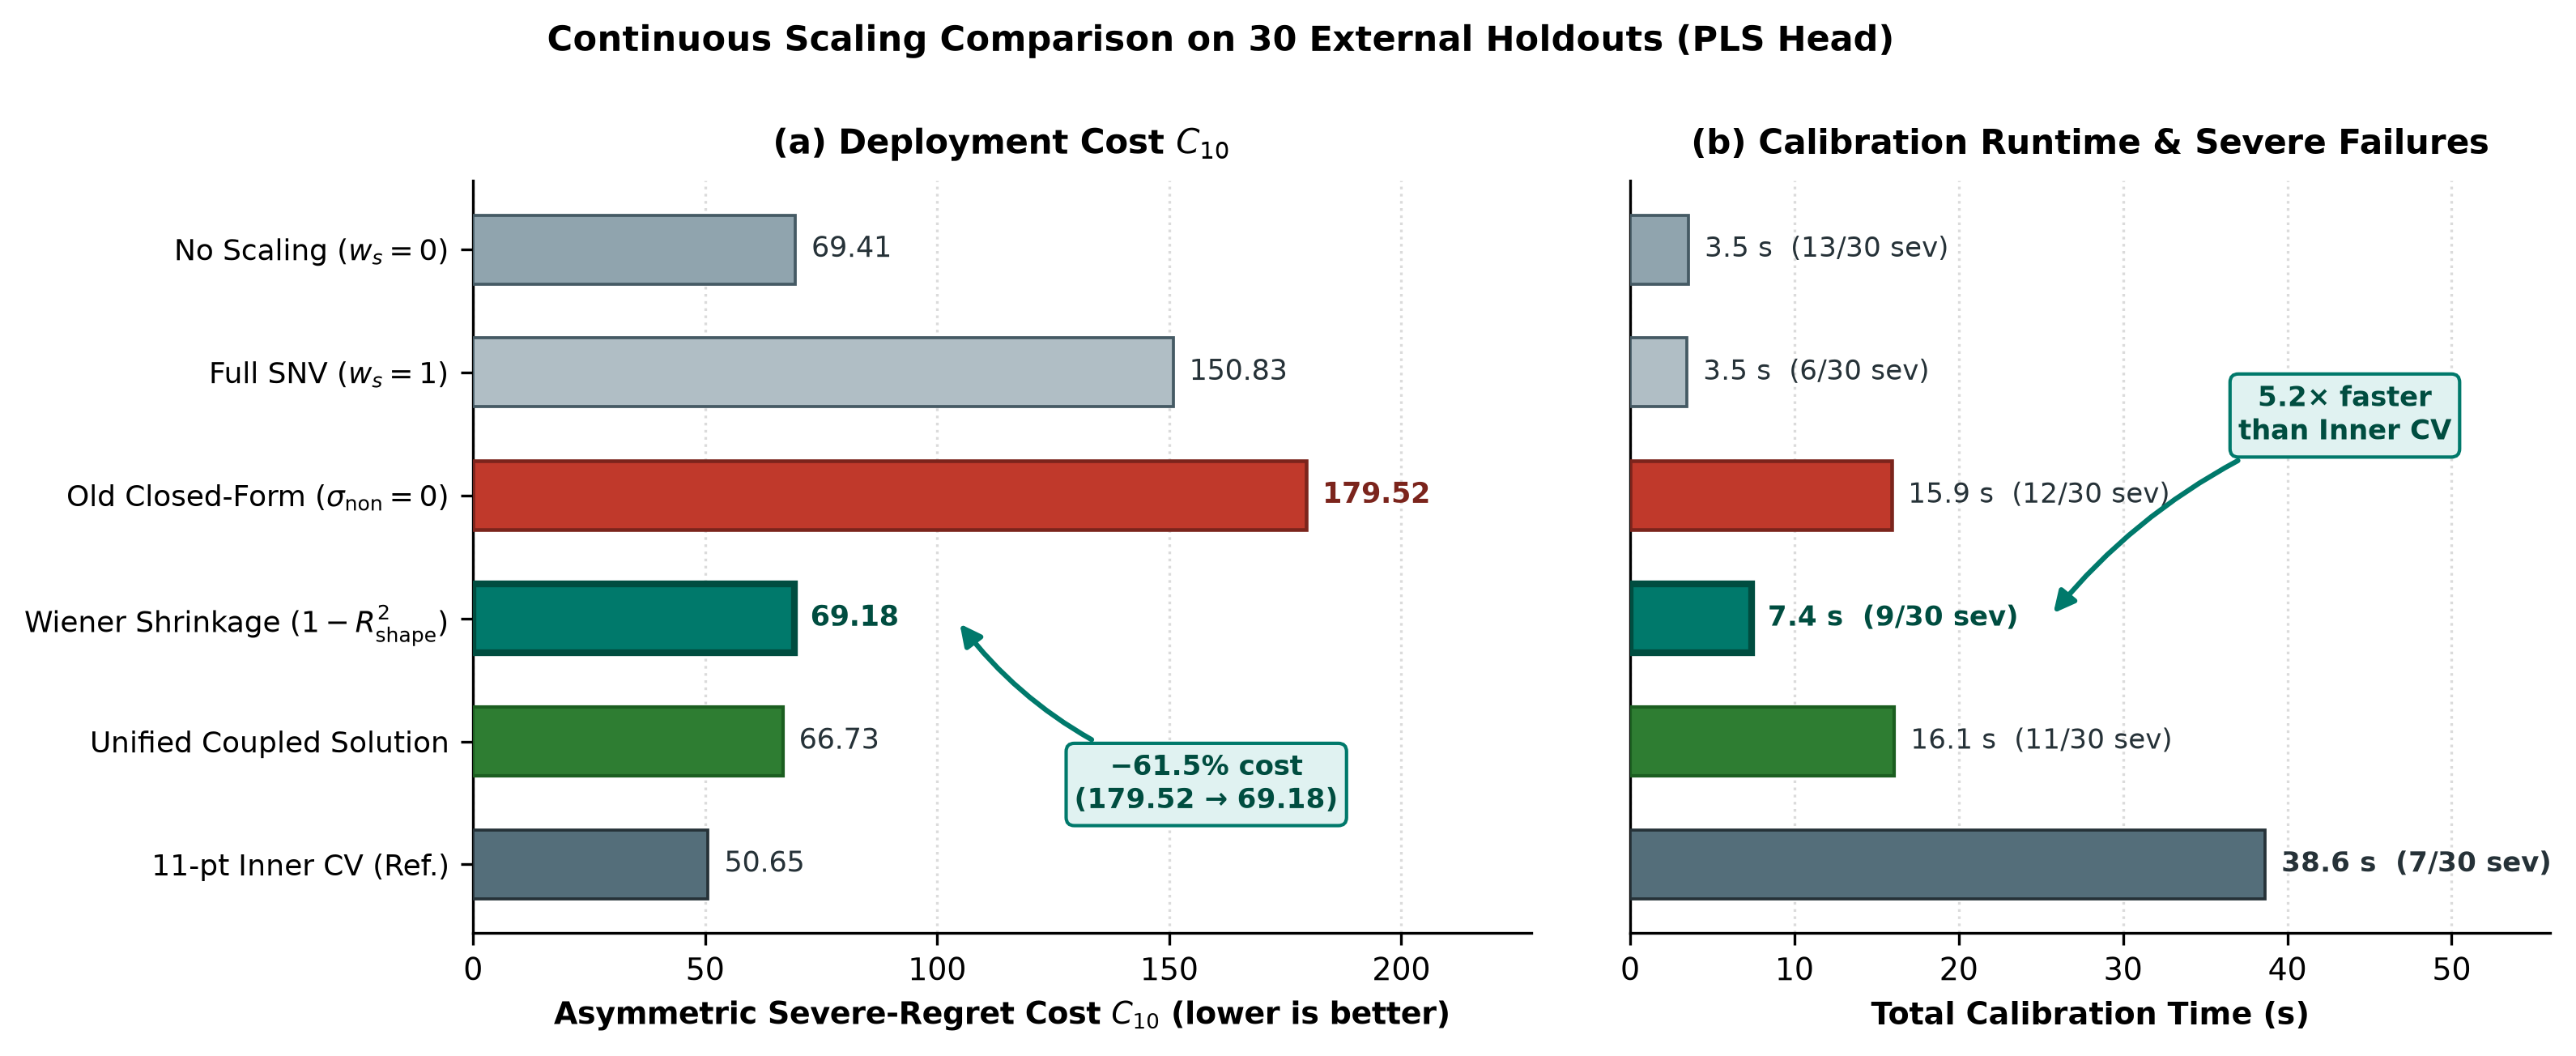 Continuous Scaling Comparison on 30 External Holdouts (PLS Head)
(a) Deployment Cost C₁₀
No Scaling (wₛ = 0)
69.41
Full SNV (wₛ = 1)
150.83
Old Closed-Form (σ_non = 0)
179.52
Wiener Shrinkage (1 − R²_shape)
69.18
Unified Coupled Solution
66.73
−61.5% cost
(179.52 → 69.18)
11-pt Inner CV (Ref.)
50.65
0 50 100 150 200
Asymmetric Severe-Regret Cost C₁₀ (lower is better)
(b) Calibration Runtime & Severe Failures
3.5 s (13/30 sev)
3.5 s (6/30 sev)
5.2× faster
than Inner CV
15.9 s (12/30 sev)
7.4 s (9/30 sev)
16.1 s (11/30 sev)
38.6 s (7/30 sev)
0 10 20 30 40 50
Total Calibration Time (s)